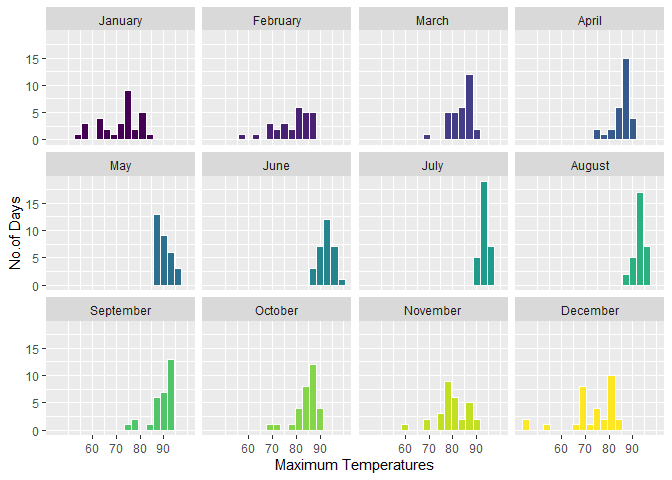 January February March April
15
10
5
0
May June July August
15
10
5
0
No.of Days
September October November December
15
10
5
0
60 70 80 90 60 70 80 90 60 70 80 90 60 70 80 90
Maximum Temperatures